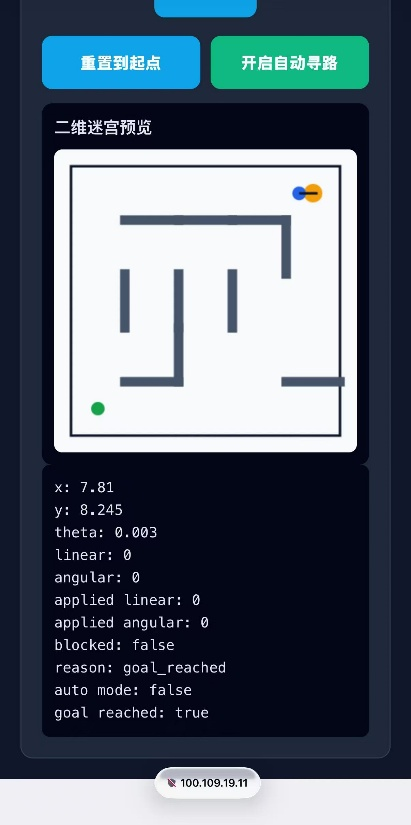 重置到起点
开启自动寻路
二维迷宫预览
x: 7.81
y: 8.245
theta: 0.003
linear: 0
angular: 0
applied linear: 0
applied angular: 0
blocked: false
reason: goal_reached
auto mode: false
goal reached: true
100.109.19.11